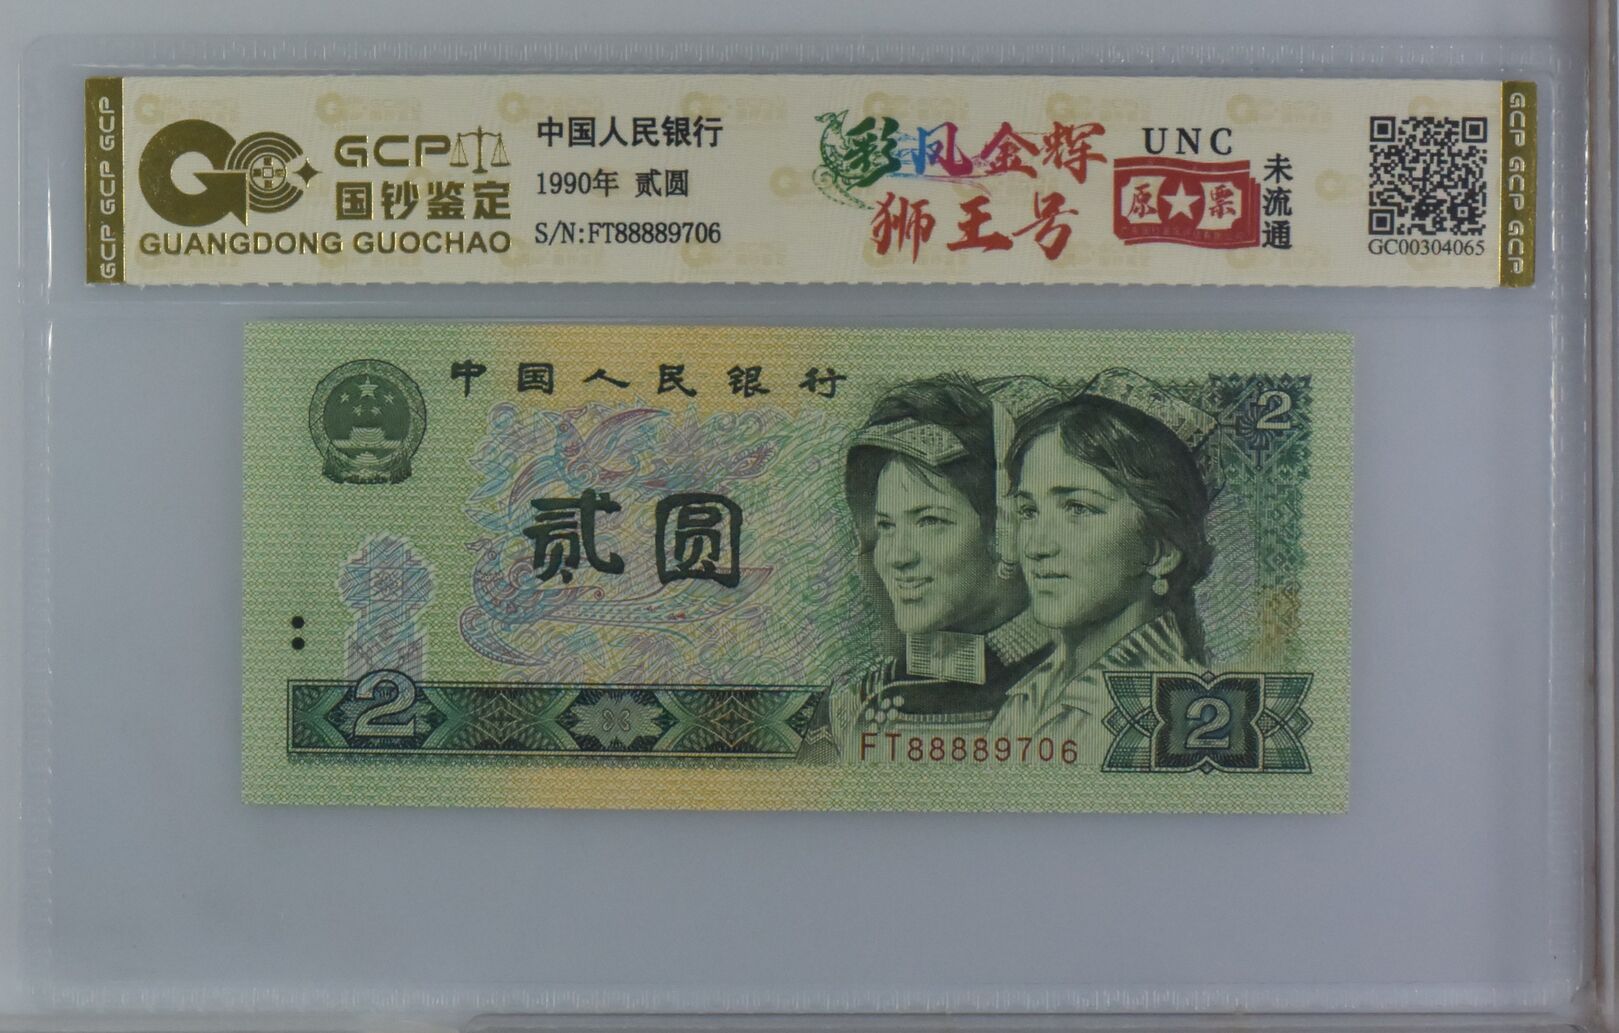 GCP GCP GCP
GCP
国钞鉴定
GUANGDONG GUOCHAO
中国人民银行
1990年 贰圆
S/N:FT88889706
彩凤金辉
狮王号
UNC
原★票
未流通
GC00304065
GCP GCP GCP
中国人民银行
2
贰圆
2
FT88889706
2